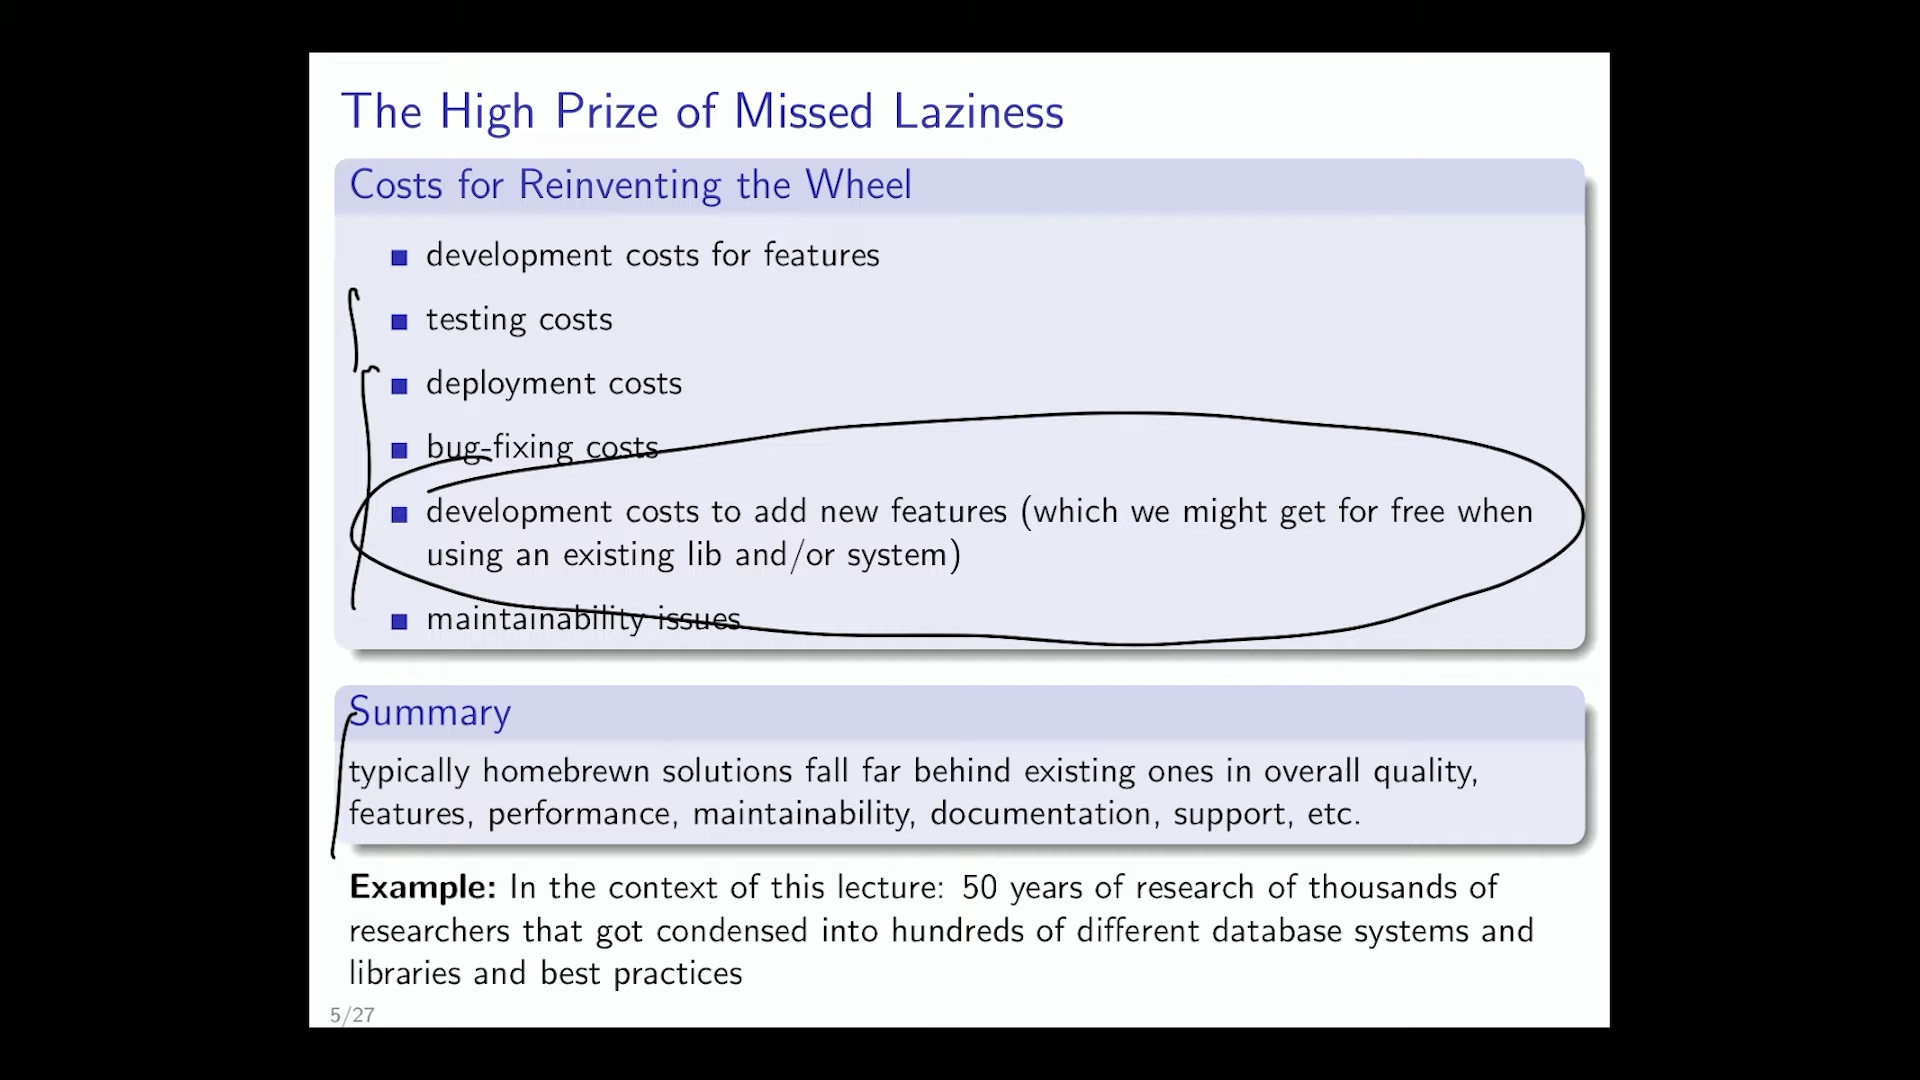 The High Prize of Missed Laziness
Costs for Reinventing the Wheel
development costs for features
testing costs
deployment costs
bug-fixing costs
development costs to add new features (which we might get for free when
using an existing lib and/or system)
maintainability issues
Summary
typically homebrewn solutions fall far behind existing ones in overall quality,
features, performance, maintainability, documentation, support, etc.
Example: In the context of this lecture: 50 years of research of thousands of
researchers that got condensed into hundreds of different database systems and
libraries and best practices
5/27